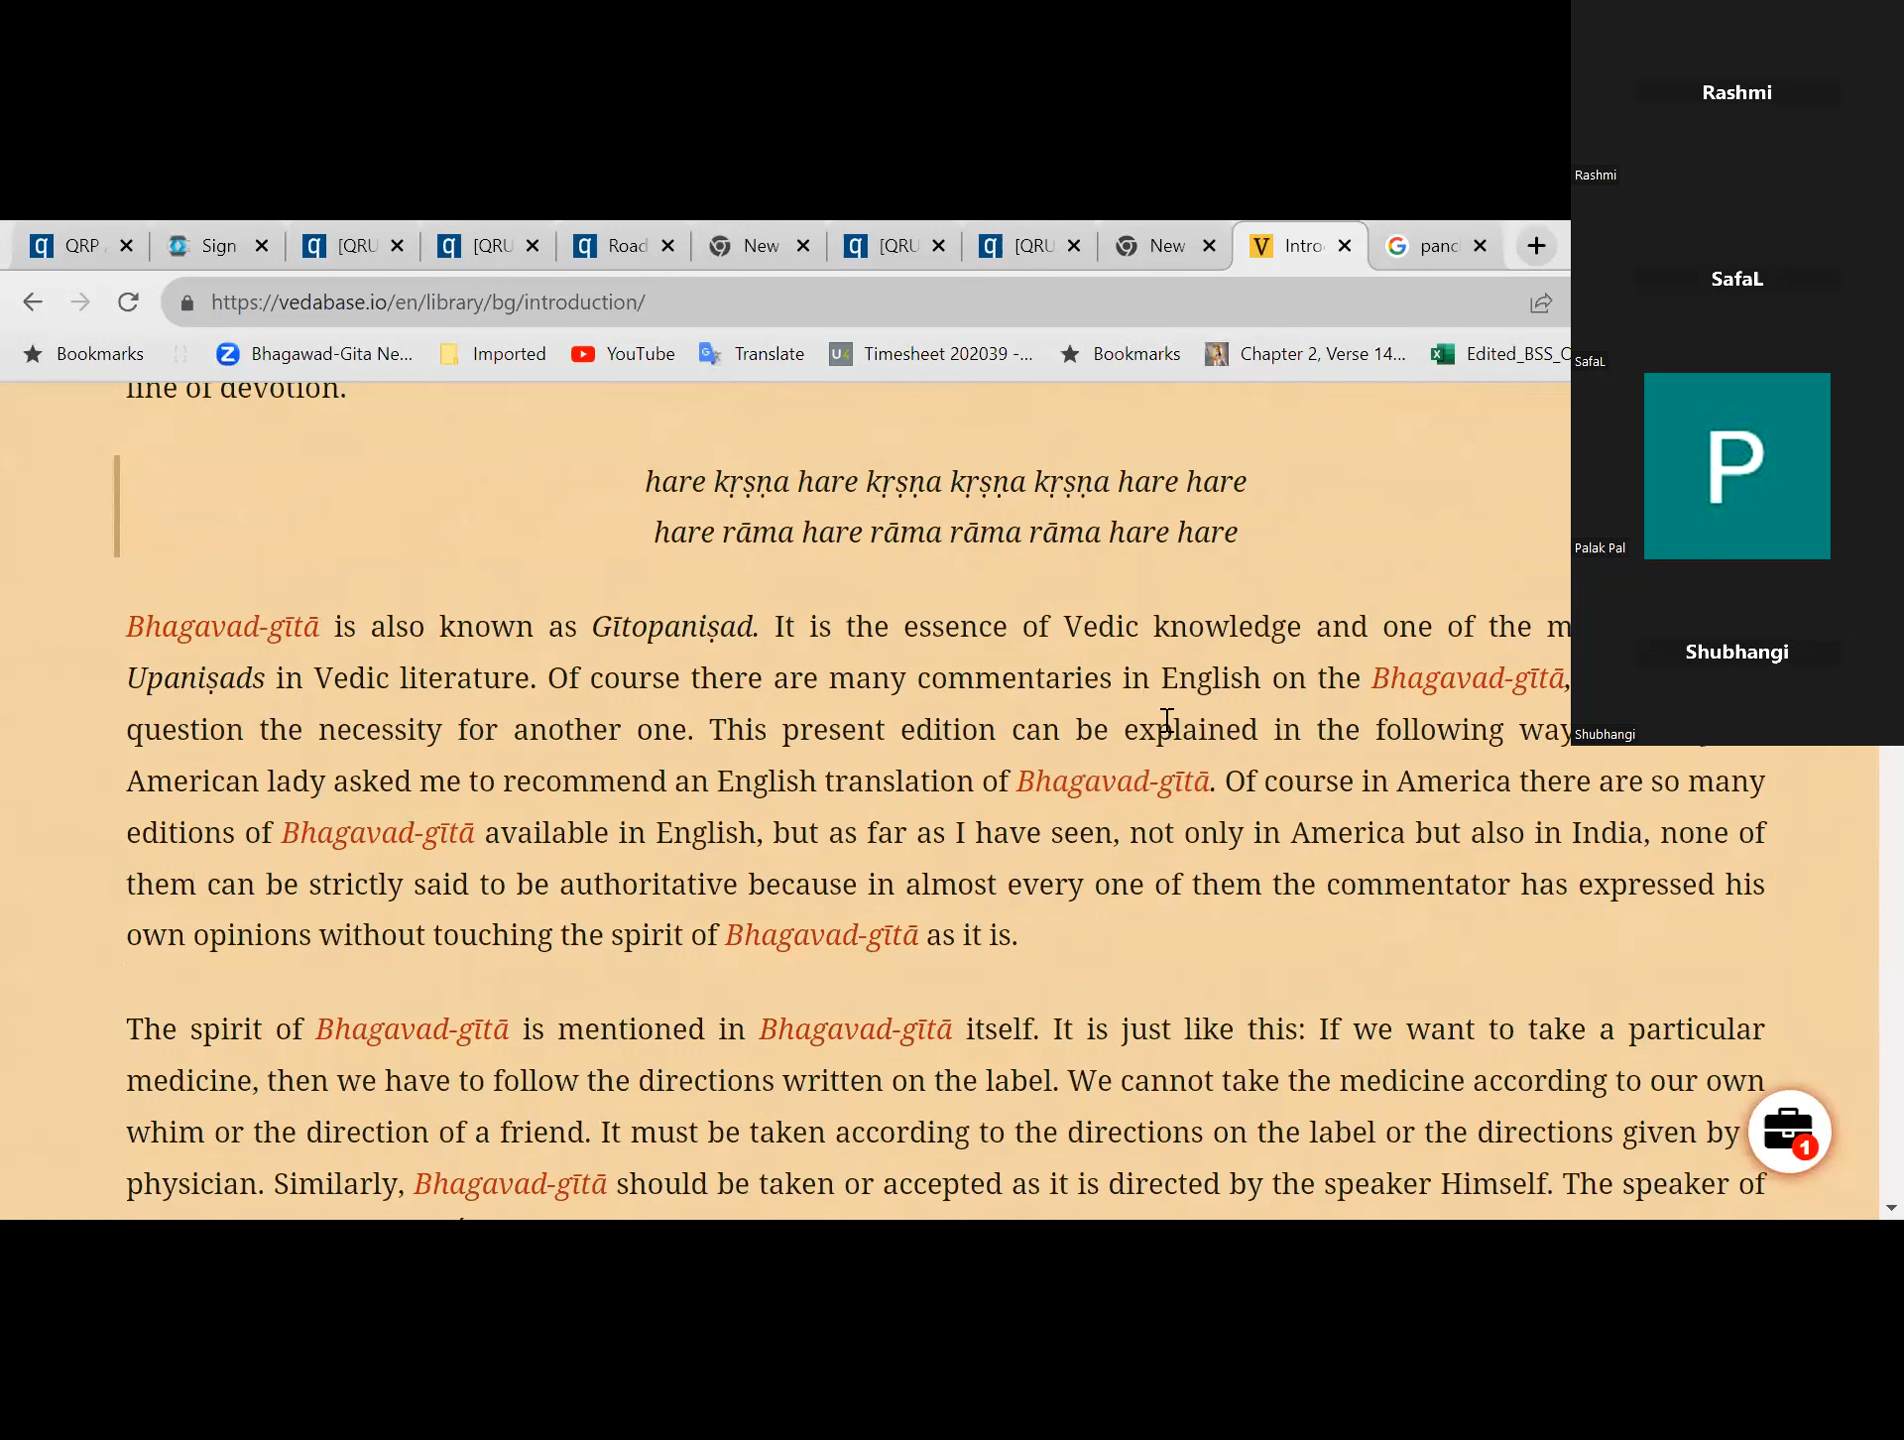 Rashmi
Rashmi
QRP
Sign
[QRU
[QRU
Road
New
[QRU
[QRU
New
Intro
panc
SafaL
https://vedabase.io/en/library/bg/introduction/
Bookmarks
Bhagawad-Gita Ne...
Imported
YouTube
Translate
Timesheet 202039 -...
Bookmarks
Chapter 2, Verse 14...
Edited_BSS_C
SafaL
line of devotion.
P
hare kṛṣṇa hare kṛṣṇa kṛṣṇa kṛṣṇa hare hare
hare rāma hare rāma rāma rāma hare hare
Palak Pal
Bhagavad-gītā is also known as Gītopaniṣad. It is the essence of Vedic knowledge and one of the m
Shubhangi
Upaniṣads in Vedic literature. Of course there are many commentaries in English on the Bhagavad-gītā,
question the necessity for another one. This present edition can be explained in the following way
Shubhangi
American lady asked me to recommend an English translation of Bhagavad-gītā. Of course in America there are so many
editions of Bhagavad-gītā available in English, but as far as I have seen, not only in America but also in India, none of
them can be strictly said to be authoritative because in almost every one of them the commentator has expressed his
own opinions without touching the spirit of Bhagavad-gītā as it is.
The spirit of Bhagavad-gītā is mentioned in Bhagavad-gītā itself. It is just like this: If we want to take a particular
medicine, then we have to follow the directions written on the label. We cannot take the medicine according to our own
whim or the direction of a friend. It must be taken according to the directions on the label or the directions given by
1
physician. Similarly, Bhagavad-gītā should be taken or accepted as it is directed by the speaker Himself. The speaker of